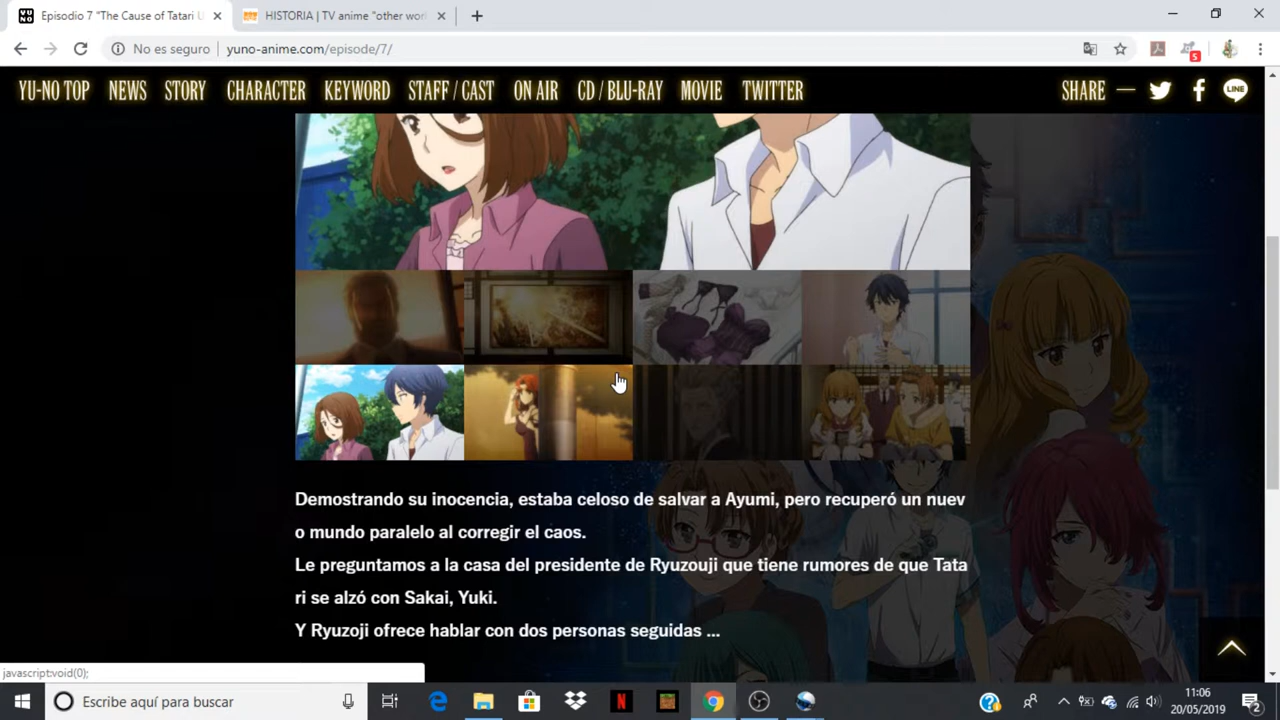 Episodio 7 "The Cause of Tatari U
HISTORIA | TV anime "other wor
No es seguro
yuno-anime.com/episode/7/
5
YU-NO TOP NEWS STORY CHARACTER KEYWORD STAFF / CAST ON AIR CD / BLU-RAY MOVIE TWITTER SHARE LINE
Demostrando su inocencia, estaba celoso de salvar a Ayumi, pero recuperó un nuev
o mundo paralelo al corregir el caos.
Le preguntamos a la casa del presidente de Ryuzouji que tiene rumores de que Tata
ri se alzó con Sakai, Yuki.
Y Ryuzoji ofrece hablar con dos personas seguidas ...
javascript:void(0);
Escribe aquí para buscar
11:06
20/05/2019
2